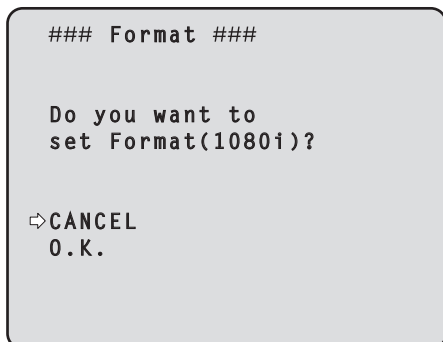 ### Format ###
Do you want to
set Format(1080i)?
⇨CANCEL
O.K.